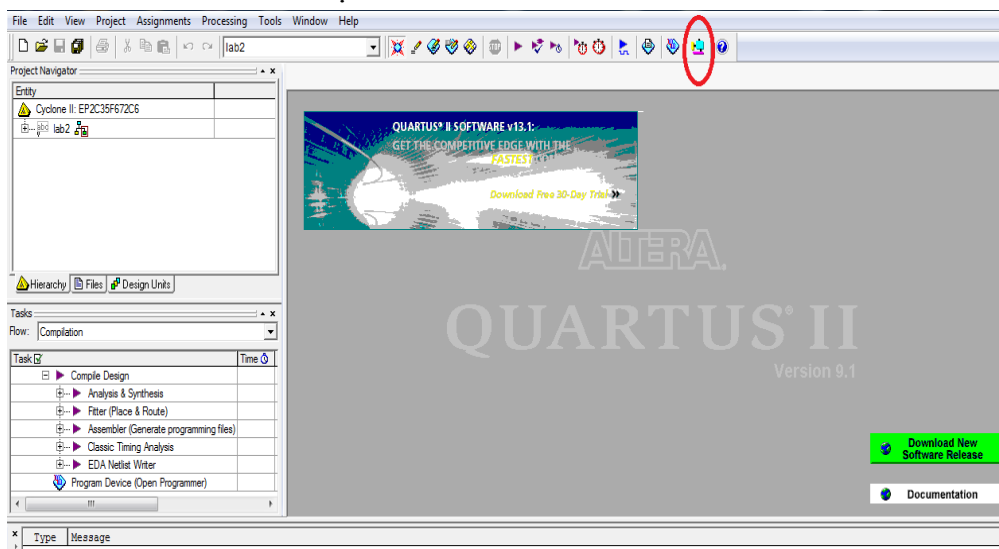 File Edit View Project Assignments Processing Tools Window Help
lab2
Project Navigator
Entity
Cyclone II: EP2C35F672C6
lab2
Hierarchy Files Design Units
Tasks
Flow: Compilation
Task Time
Compile Design
Analysis & Synthesis
Fitter (Place & Route)
Assembler (Generate programming files)
Classic Timing Analysis
EDA Netlist Writer
Program Device (Open Programmer)
QUARTUS® II SOFTWARE v13.1:
GET THE COMPETITIVE EDGE WITH THE
FASTEST
Download Free 30-Day Trial
ALTERA.
QUARTUS® II
Version 9.1
Download New
Software Release
Documentation
Type Message